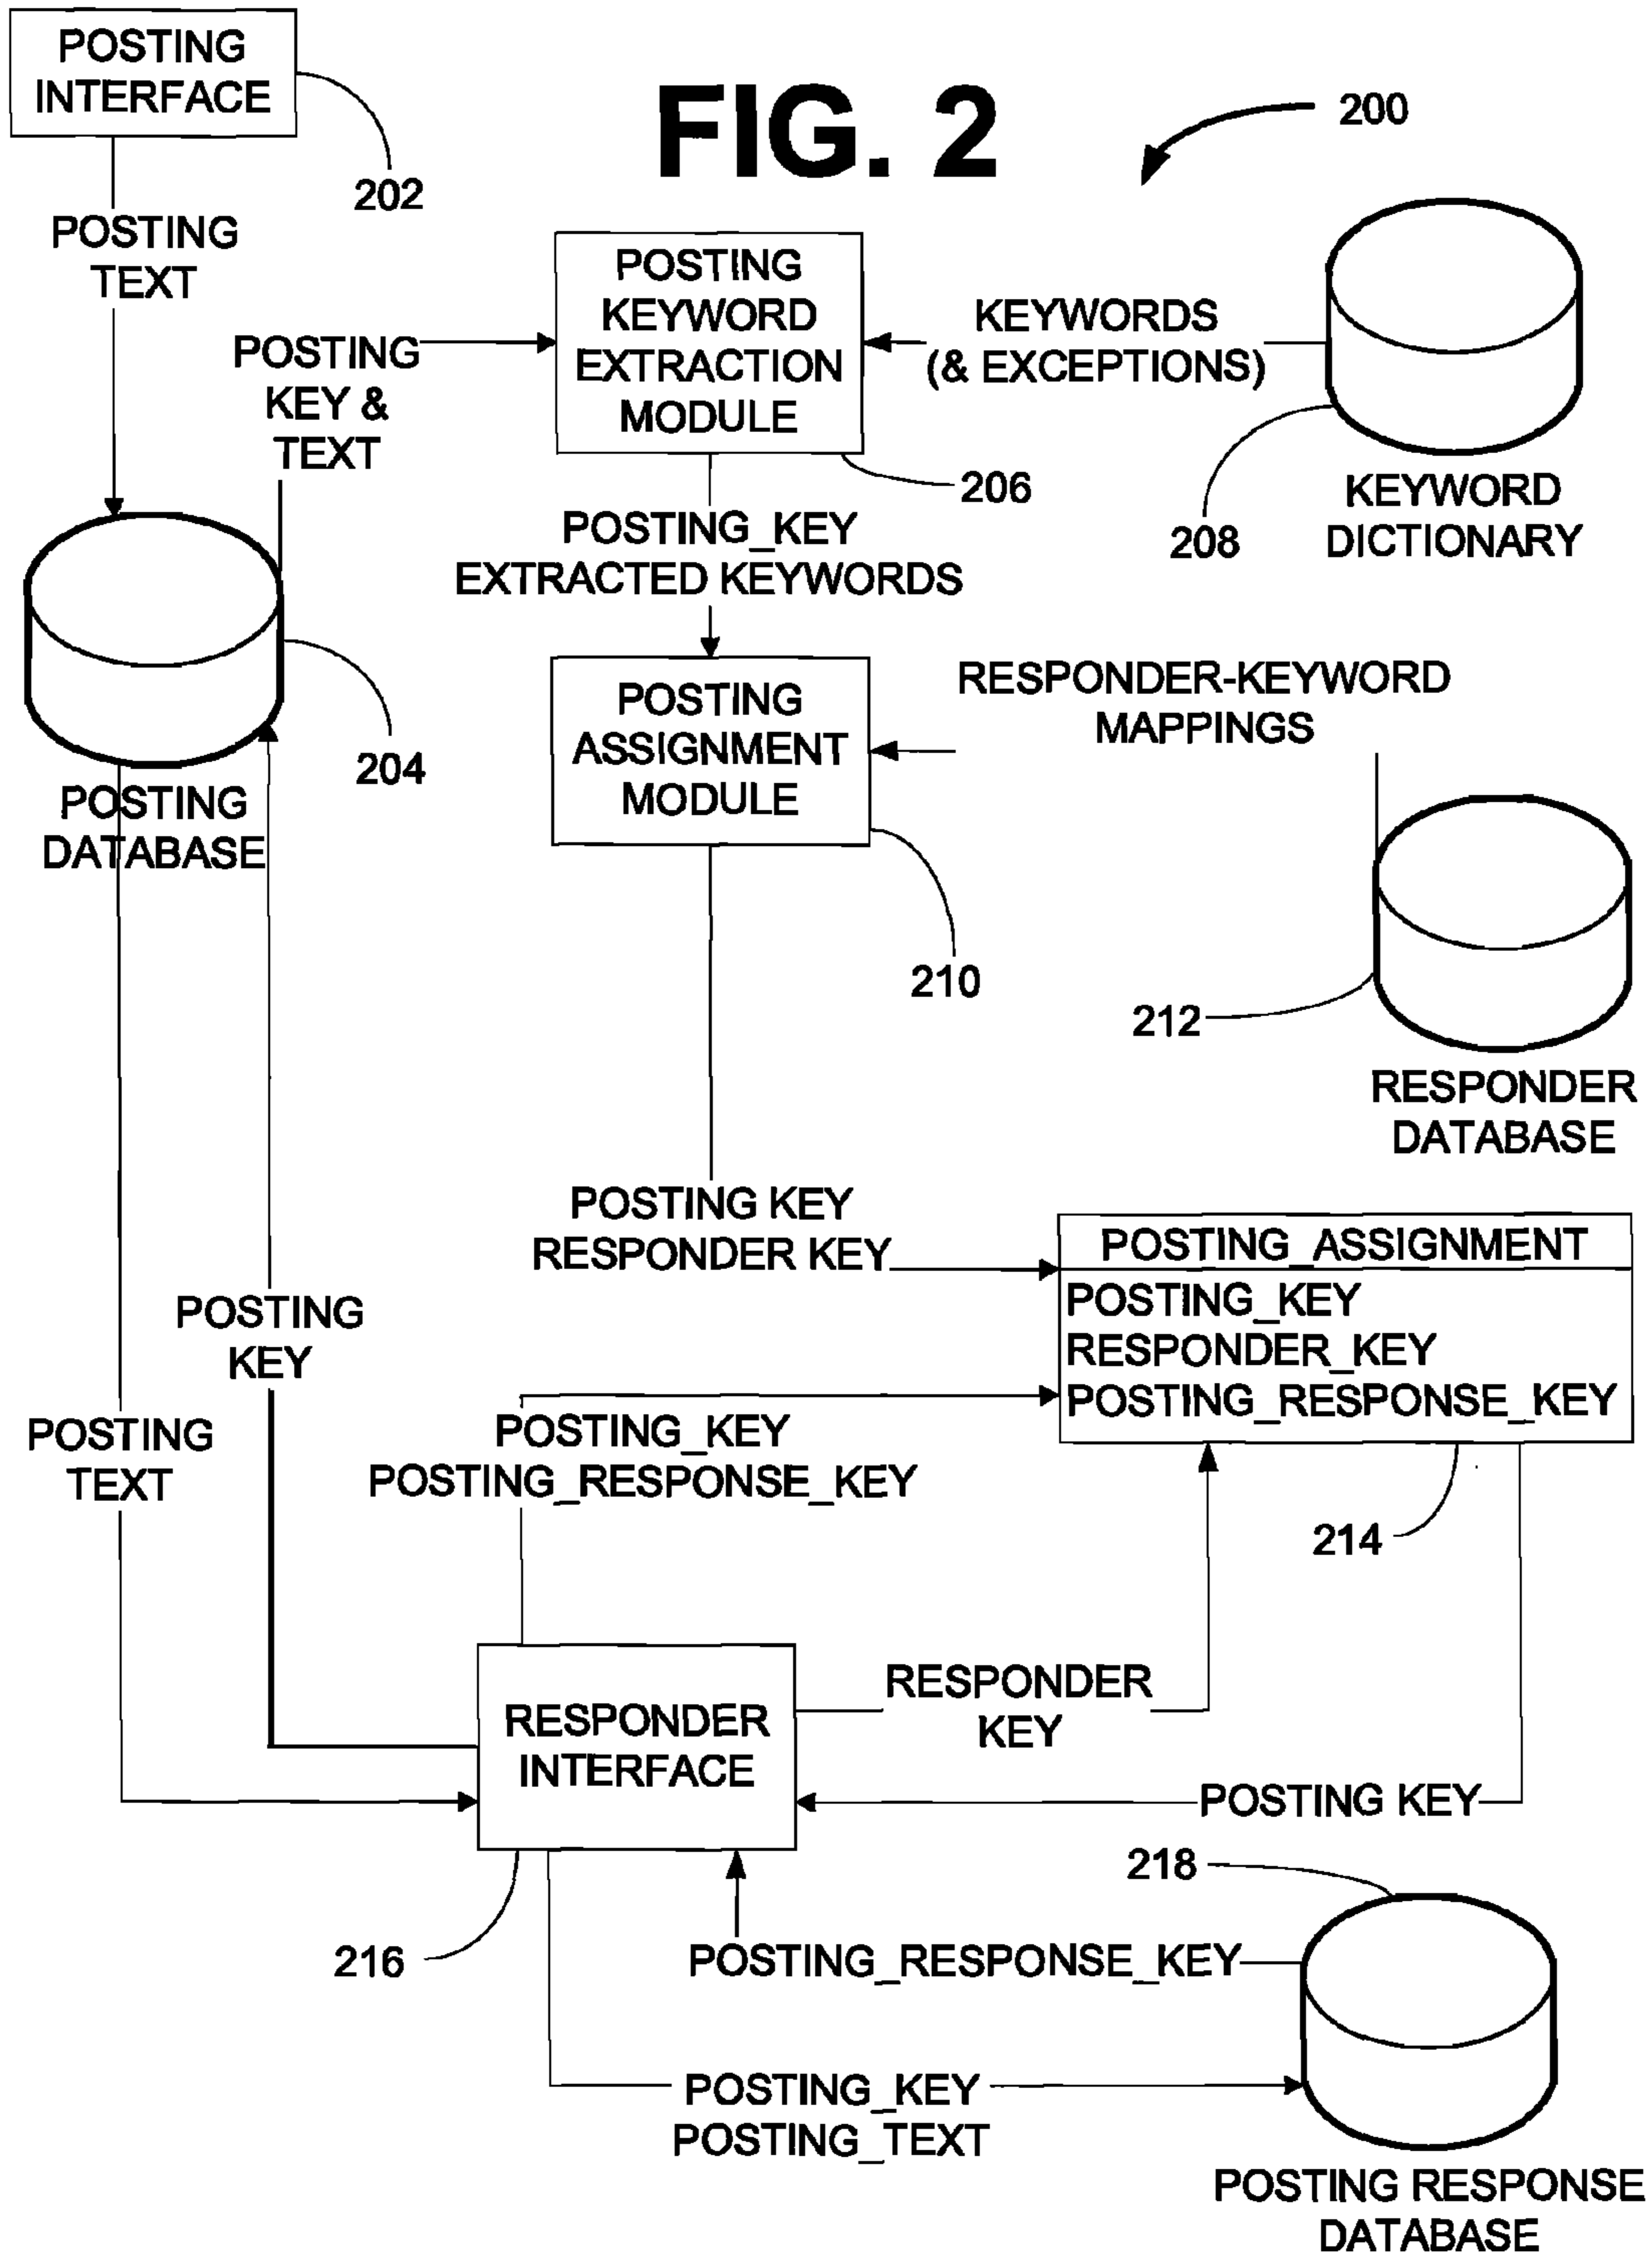 POSTING
INTERFACE
FIG. 2
200
202
POSTING
TEXT
POSTING
KEYWORD
EXTRACTION
MODULE
KEYWORDS
(& EXCEPTIONS)
POSTING
KEY &
TEXT
206
KEYWORD
DICTIONARY
208
POSTING_KEY
EXTRACTED KEYWORDS
204
POSTING
DATABASE
POSTING
ASSIGNMENT
MODULE
RESPONDER-KEYWORD
MAPPINGS
210
212
RESPONDER
DATABASE
POSTING KEY
RESPONDER KEY
POSTING_ASSIGNMENT
POSTING_KEY
RESPONDER_KEY
POSTING_RESPONSE_KEY
POSTING
KEY
POSTING
TEXT
POSTING_KEY
POSTING_RESPONSE_KEY
214
RESPONDER
INTERFACE
RESPONDER
KEY
POSTING KEY
216
218
POSTING_RESPONSE_KEY
POSTING_KEY
POSTING_TEXT
POSTING RESPONSE
DATABASE